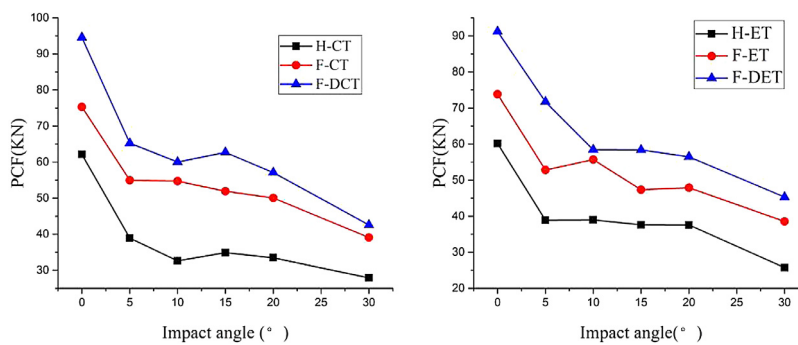 100
90
80
70
60
50
40
30
PCF(KN)
H-CT
F-CT
F-DCT
0 5 10 15 20 25 30
Impact angle (°)
90
80
70
60
50
40
30
20
PCF(KN)
H-ET
F-ET
F-DET
0 5 10 15 20 25 30
Impact angle(°)